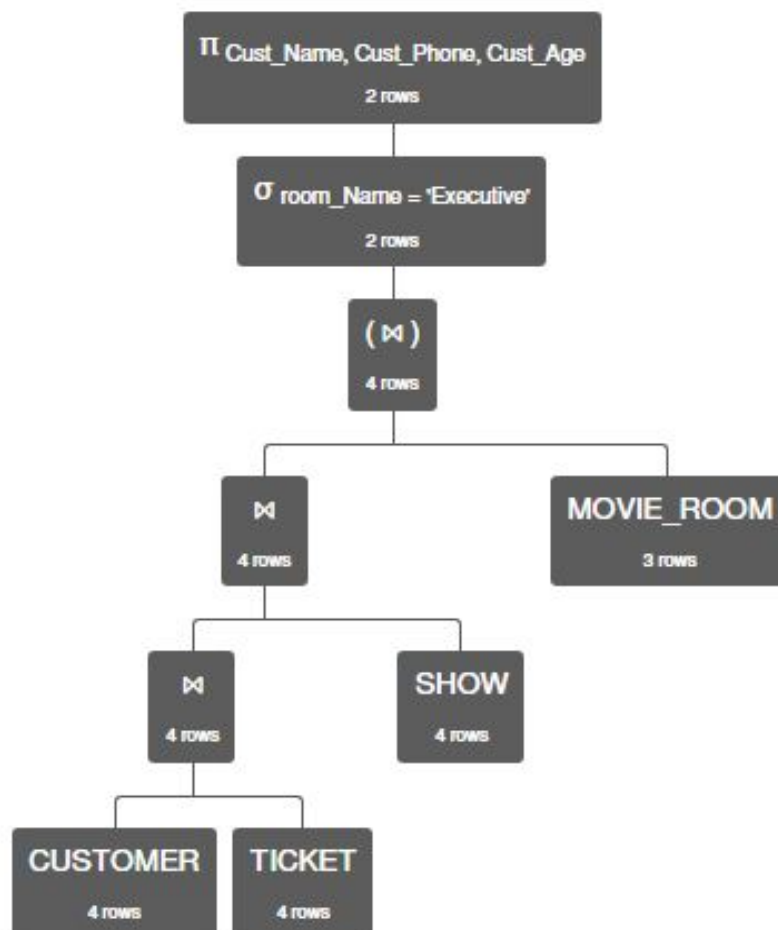 π Cust_Name, Cust_Phone, Cust_Age
2 rows
σ room_Name = 'Executive'
2 rows
( ⋈ )
4 rows
⋈
4 rows
MOVIE_ROOM
3 rows
⋈
4 rows
SHOW
4 rows
CUSTOMER
4 rows
TICKET
4 rows